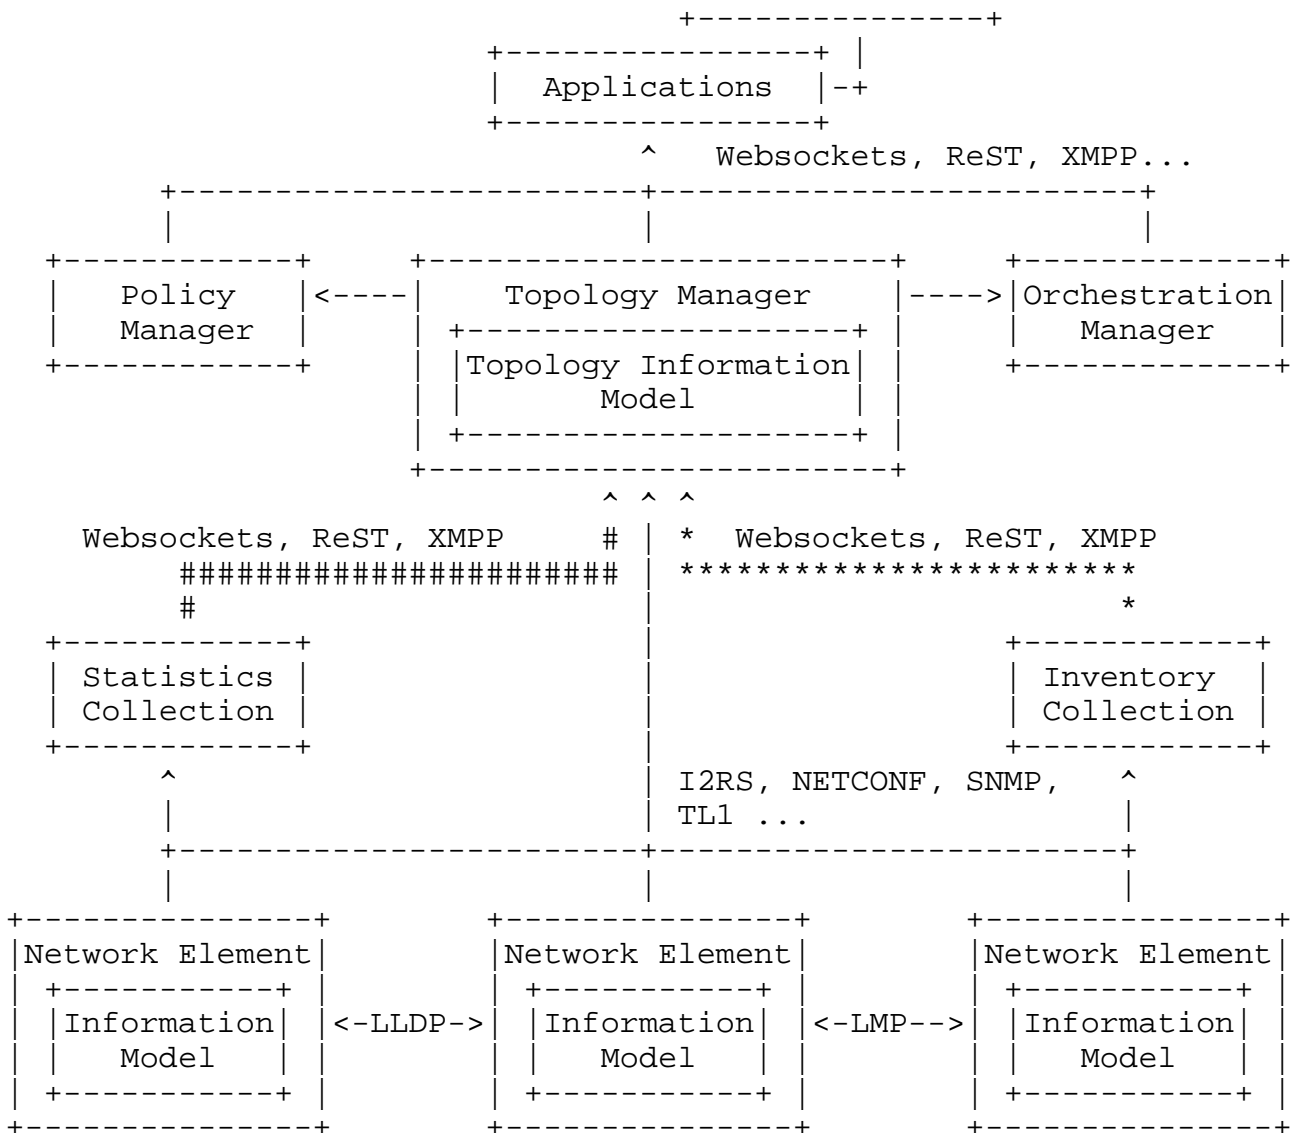 Applications
Websockets, ReST, XMPP...
Policy Topology Manager Orchestration
Manager Manager
Topology Information
Model
Websockets, ReST, XMPP Websockets, ReST, XMPP
Statistics Inventory
Collection Collection
I2RS, NETCONF, SNMP,
TL1 ...
Network Element Network Element Network Element
Information <-LLDP-> Information <-LMP--> Information
Model Model Model